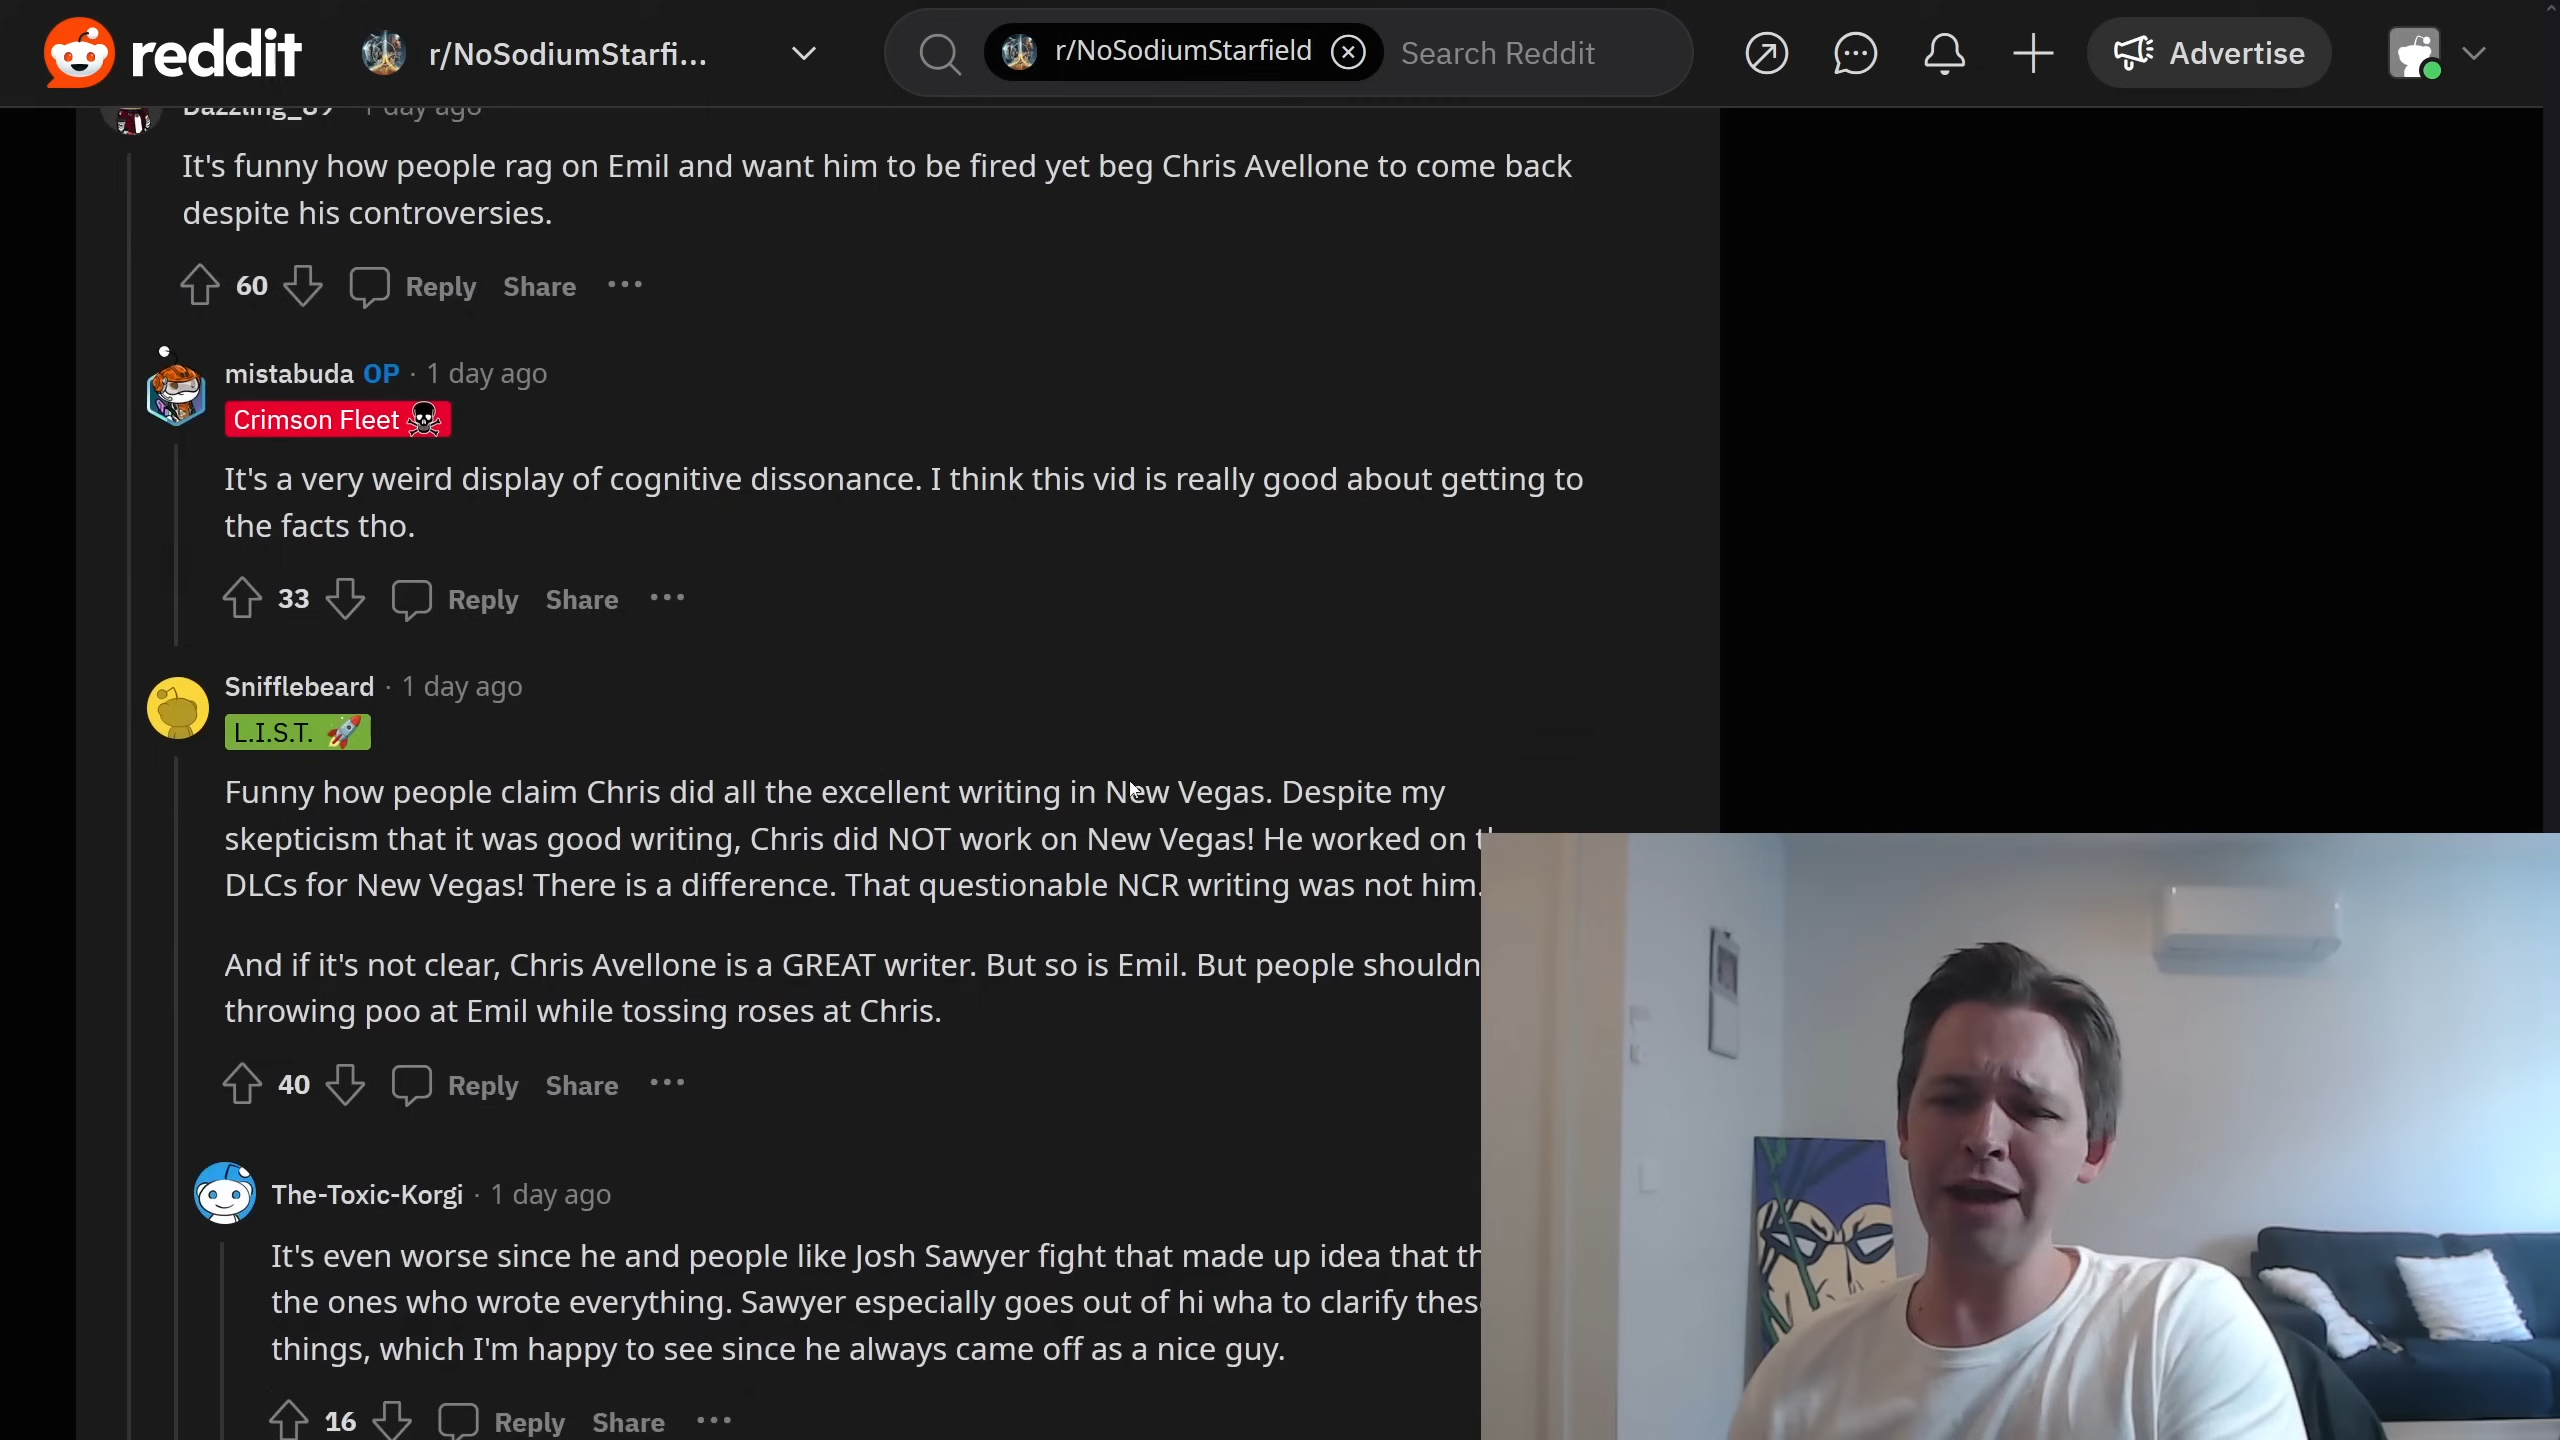 reddit
r/NoSodiumStarfi...
r/NoSodiumStarfield
Search Reddit
Advertise
Dazzling_69 1 day ago
It's funny how people rag on Emil and want him to be fired yet beg Chris Avellone to come back
despite his controversies.
60 Reply Share
mistabuda OP · 1 day ago
Crimson Fleet
It's a very weird display of cognitive dissonance. I think this vid is really good about getting to
the facts tho.
33 Reply Share
Snifflebeard · 1 day ago
L.I.S.T.
Funny how people claim Chris did all the excellent writing in New Vegas. Despite my
skepticism that it was good writing, Chris did NOT work on New Vegas! He worked on
DLCs for New Vegas! There is a difference. That questionable NCR writing was not him.
And if it's not clear, Chris Avellone is a GREAT writer. But so is Emil. But people shouldn
throwing poo at Emil while tossing roses at Chris.
40 Reply Share
The-Toxic-Korgi · 1 day ago
It's even worse since he and people like Josh Sawyer fight that made up idea that
the ones who wrote everything. Sawyer especially goes out of hi wha to clarify these
things, which I'm happy to see since he always came off as a nice guy.
16 Reply Share